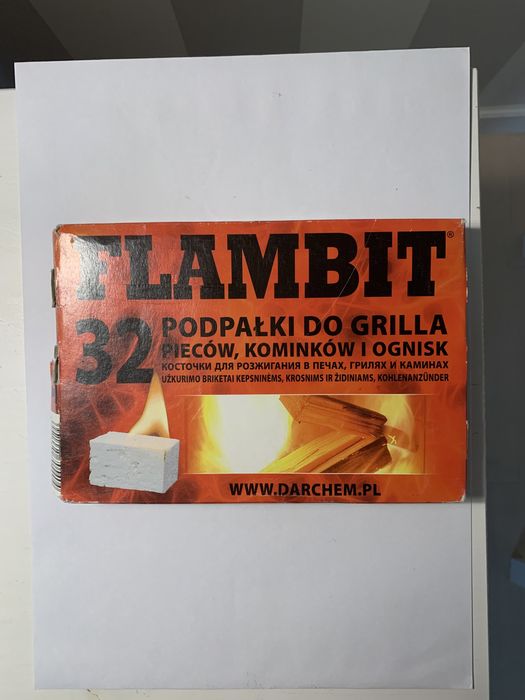 FLAMBIT®
32 PODPAŁKI DO GRILLA
PIECÓW, KOMINKÓW I OGNISK
КОСТОЧКИ ДЛЯ РОЗЖИГАНИЯ В ПЕЧАХ, ГРИЛЯХ И КАМИНАХ
UŽKURIMO BRIKETAI KEPSNINĖMS, KROSNIMS IR ŽIDINIAMS, KOHLENANZÜNDER
WWW.DARCHEM.PL